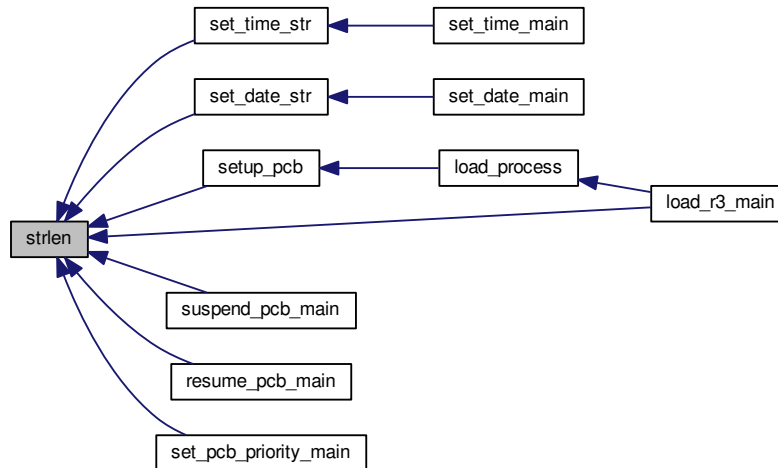 set_time_str
set_time_main
set_date_str
set_date_main
setup_pcb
load_process
load_r3_main
strlen
suspend_pcb_main
resume_pcb_main
set_pcb_priority_main